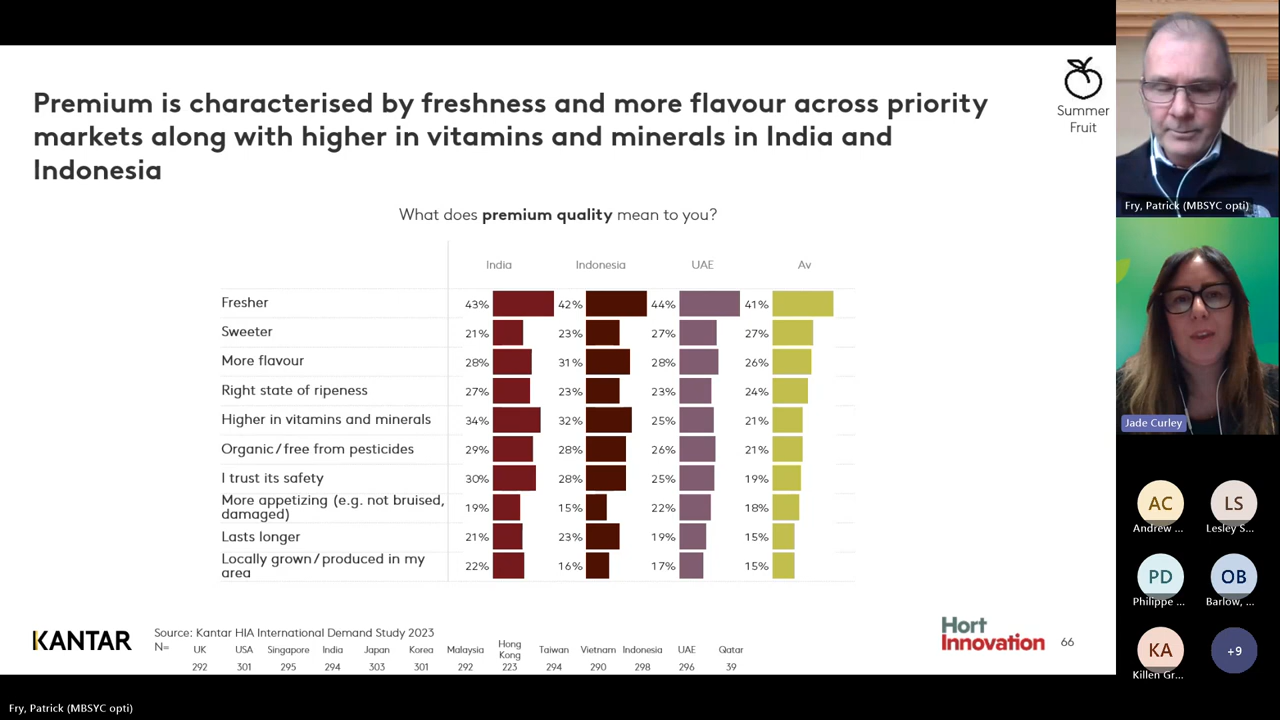 Premium is characterised by freshness and more flavour across priority
markets along with higher in vitamins and minerals in India and
Indonesia
Summer
Fruit
What does premium quality mean to you?
India Indonesia UAE Av
Fresher 43% 42% 44% 41%
Sweeter 21% 23% 27% 27%
More flavour 28% 31% 28% 26%
Right state of ripeness 27% 23% 23% 24%
Higher in vitamins and minerals 34% 32% 25% 21%
Organic/free from pesticides 29% 28% 26% 21%
I trust its safety 30% 28% 25% 19%
More appetizing (e.g. not bruised,
damaged) 19% 15% 22% 18%
Lasts longer 21% 23% 19% 15%
Locally grown/produced in my
area 22% 16% 17% 15%
KANTAR
Source: Kantar HIA International Demand Study 2023
N= UK USA Singapore India Japan Korea Malaysia Hong
Kong Taiwan Vietnam Indonesia UAE Qatar
292 301 295 294 303 301 292 223 294 290 298 296 39
Hort
Innovation
66
Fry, Patrick (MBSYC opti)
Jade Curley
AC LS
Andrew ... Lesley S...
PD OB
Philippe ... Barlow, ...
KA +9
Killen Gr...
Fry, Patrick (MBSYC opti)